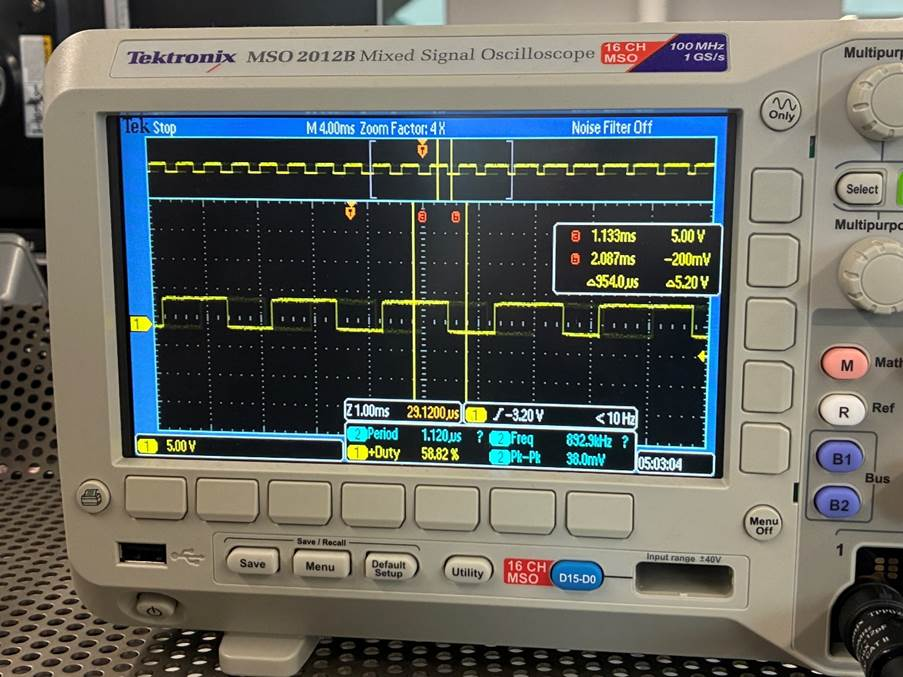 Tektronix MSO 2012B Mixed Signal Oscilloscope 16 CH MSO 100 MHz 1 GS/s
Multipurp
Tek Stop M 4.00ms Zoom Factor: 4 X Noise Filter Off
Only
T
Select
T a b
a 1.133ms 5.00 V
b 2.087ms −200mV
△954.0µs △5.20 V
Multipurpo
1
Z 1.00ms 29.1200µs 1 −3.20 V < 10 Hz
2 Period 1.120µs ? 2 Freq 892.9kHz ?
1 5.00 V
1 +Duty 58.82 % 2 Pk–Pk 38.0mV
05:03:04
M Math
R Ref
B1
Bus
B2
Menu Off
Save / Recall
Save Menu Default Setup Utility 16 CH MSO D15-D0
Input range ±40V
1